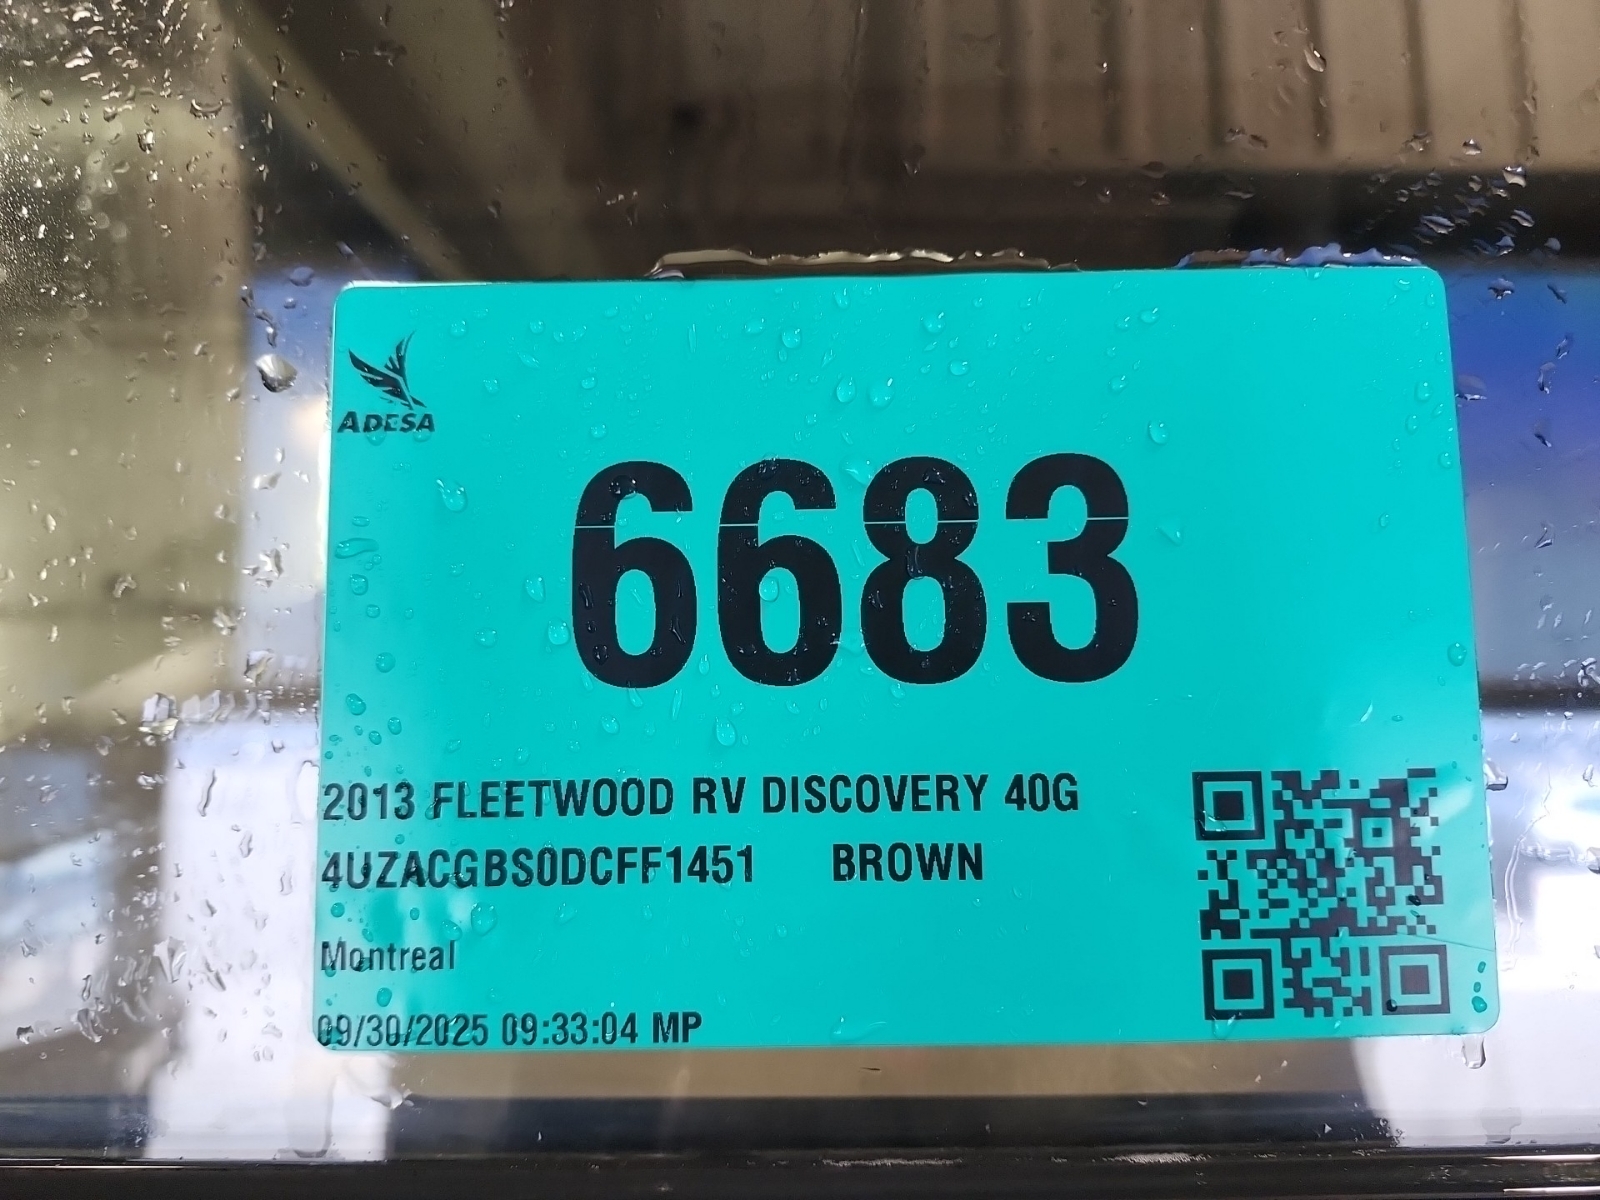 ADESA
6683
2013 FLEETWOOD RV DISCOVERY 40G
4UZACGBS0DCFF1451 BROWN
Montreal
09/30/2025 09:33:04 MP